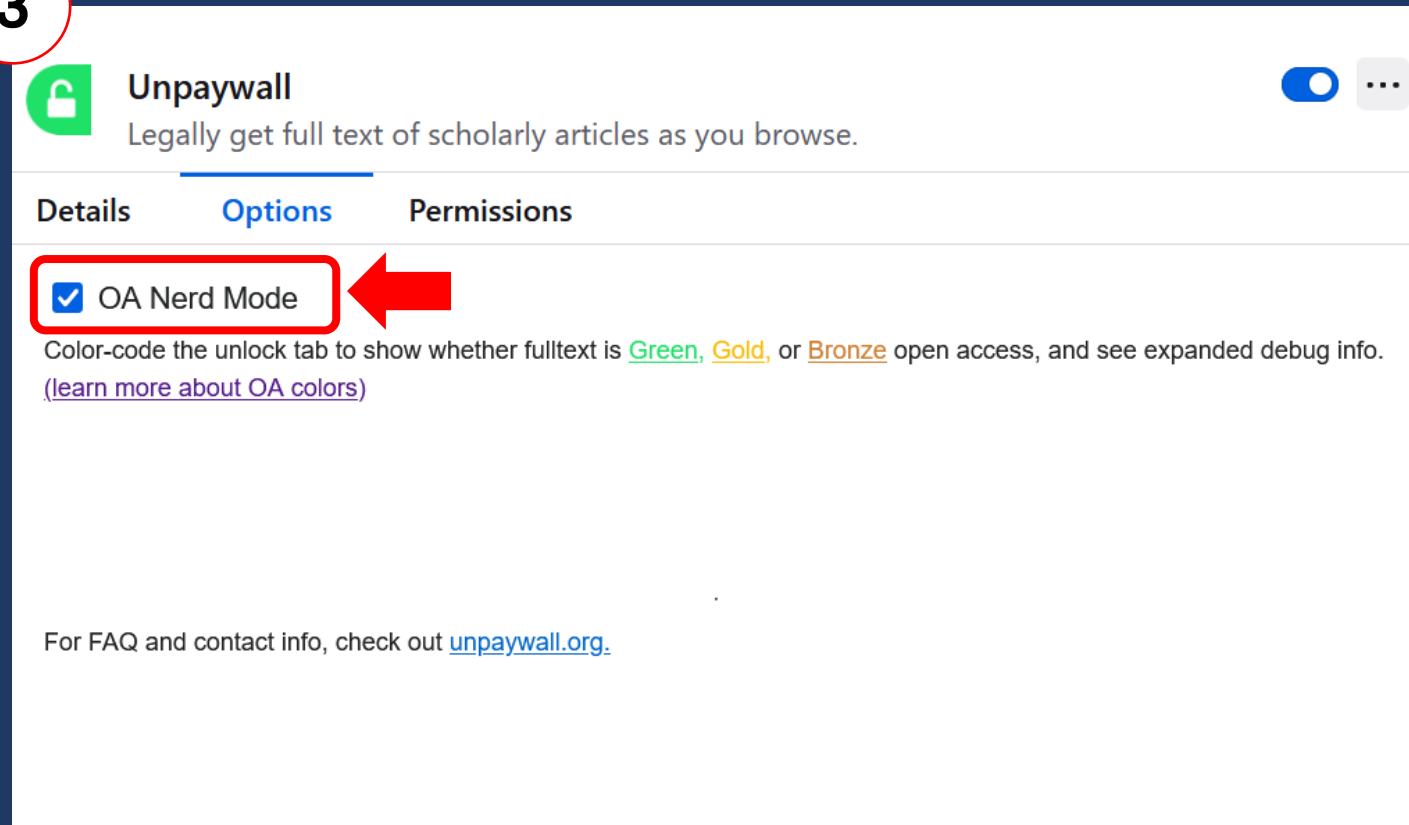 3
Unpaywall
Legally get full text of scholarly articles as you browse.
Details Options Permissions
OA Nerd Mode
Color-code the unlock tab to show whether fulltext is Green, Gold, or Bronze open access, and see expanded debug info.
(learn more about OA colors)
.
For FAQ and contact info, check out unpaywall.org.